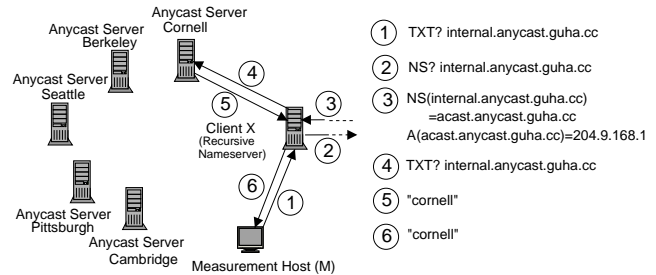 Anycast Server
Cornell
Anycast Server
Berkeley
Anycast Server
Seattle
Anycast Server
Pittsburgh
Anycast Server
Cambridge
Client X
(Recursive
Nameserver)
Measurement Host (M)
4
5
3
2
6
1
1 TXT? internal.anycast.guha.cc
2 NS? internal.anycast.guha.cc
3 NS(internal.anycast.guha.cc)
=acast.anycast.guha.cc
A(acast.anycast.guha.cc)=204.9.168.1
4 TXT? internal.anycast.guha.cc
5 "cornell"
6 "cornell"